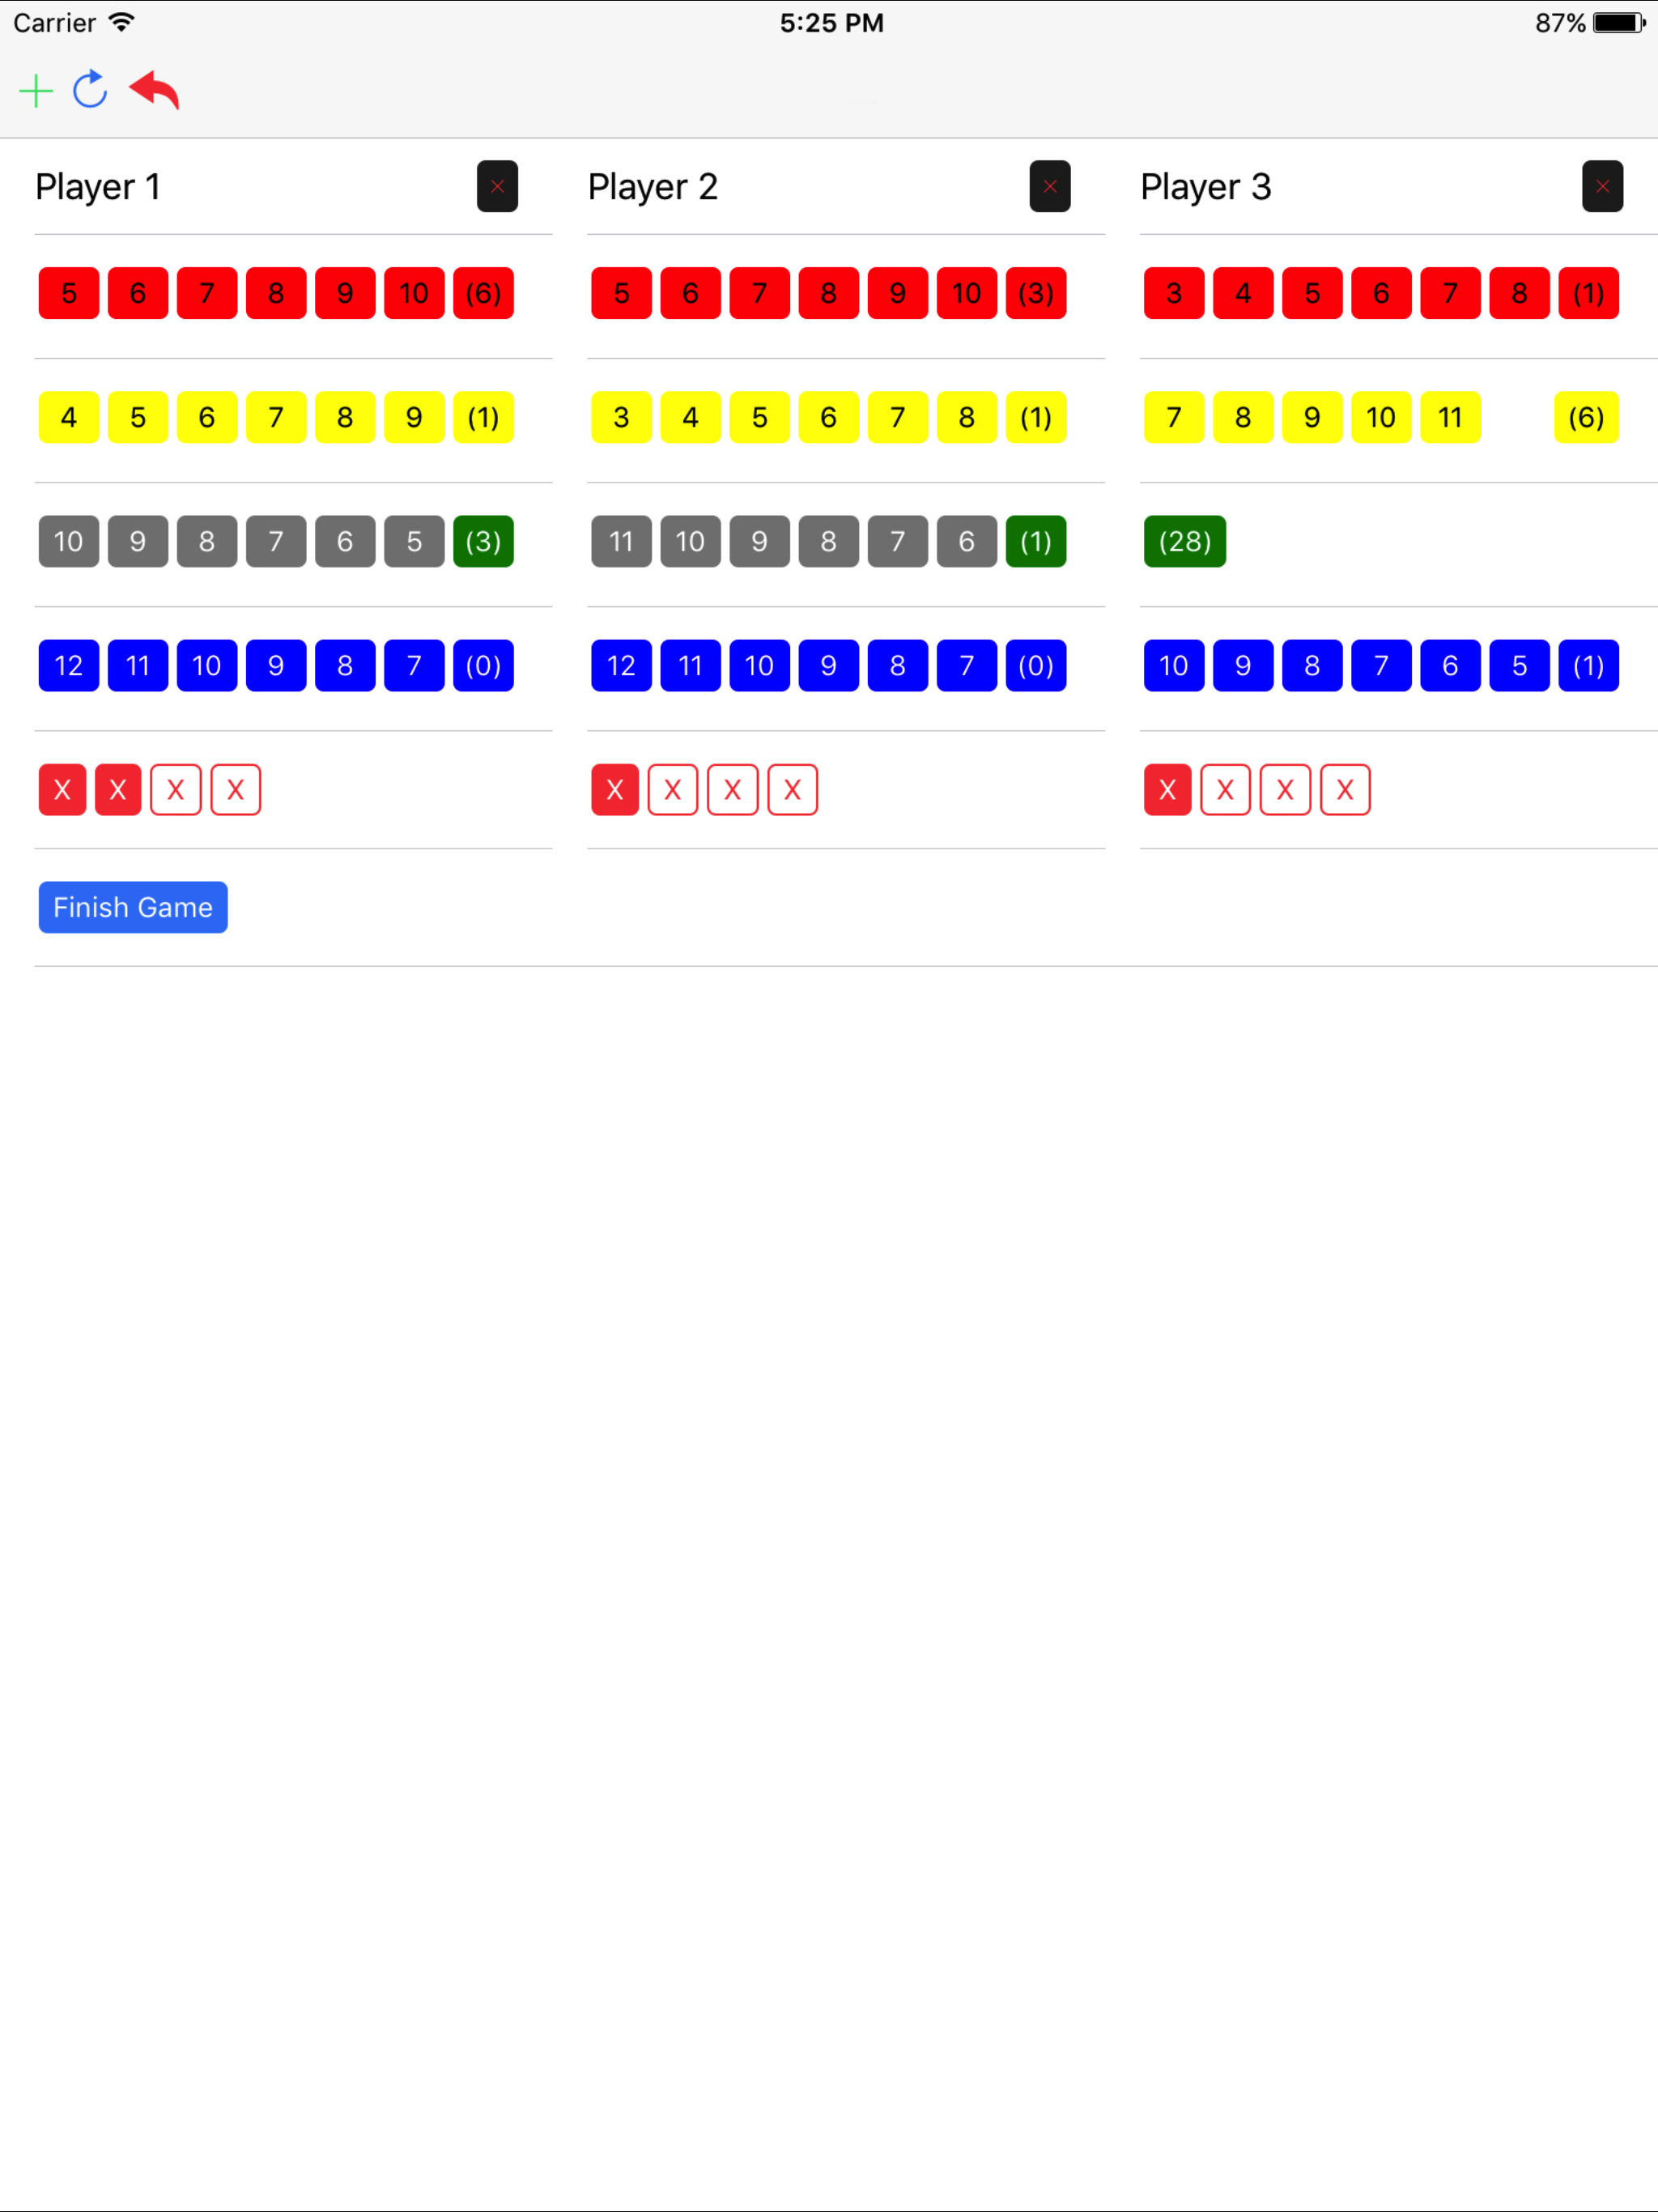 Carrier 5:25 PM 87%
Player 1 Player 2 Player 3
5 6 7 8 9 10 (6) 5 6 7 8 9 10 (3) 3 4 5 6 7 8 (1)
4 5 6 7 8 9 (1) 3 4 5 6 7 8 (1) 7 8 9 10 11 (6)
10 9 8 7 6 5 (3) 11 10 9 8 7 6 (1) (28)
12 11 10 9 8 7 (0) 12 11 10 9 8 7 (0) 10 9 8 7 6 5 (1)
X X X X X X X X X X X X
Finish Game